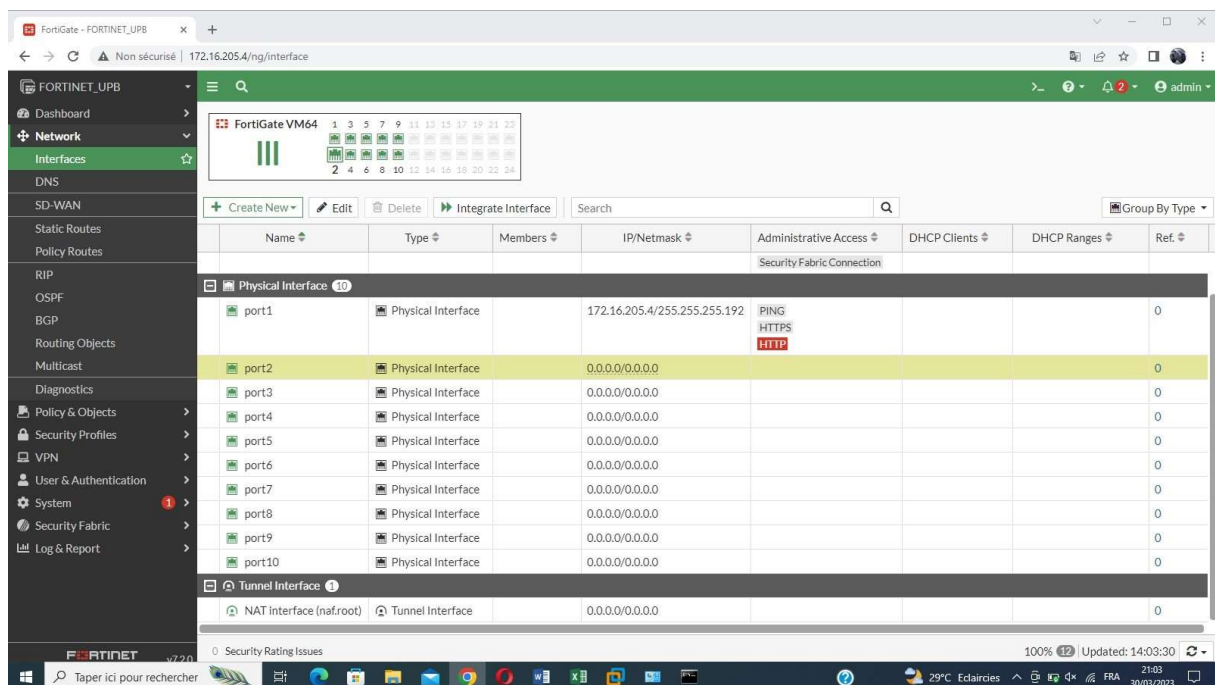 FortiGate - FORTINET_UPB
Non sécurisé | 172.16.205.4/ng/interface
FORTINET_UPB
admin
2
Dashboard
Network
Interfaces
DNS
SD-WAN
Static Routes
Policy Routes
RIP
OSPF
BGP
Routing Objects
Multicast
Diagnostics
Policy & Objects
Security Profiles
VPN
User & Authentication
System 1
Security Fabric
Log & Report
FORTINET v7.2.0
FortiGate VM64
1 3 5 7 9 11 13 15 17 19 21 23
2 4 6 8 10 12 14 16 18 20 22 24
+ Create New Edit Delete Integrate Interface Search Group By Type
Name Type Members IP/Netmask Administrative Access DHCP Clients DHCP Ranges Ref.
Security Fabric Connection
Physical Interface 10
port1 Physical Interface 172.16.205.4/255.255.255.192 PING 0
HTTPS
HTTP
port2 Physical Interface 0.0.0.0/0.0.0.0 0
port3 Physical Interface 0.0.0.0/0.0.0.0 0
port4 Physical Interface 0.0.0.0/0.0.0.0 0
port5 Physical Interface 0.0.0.0/0.0.0.0 0
port6 Physical Interface 0.0.0.0/0.0.0.0 0
port7 Physical Interface 0.0.0.0/0.0.0.0 0
port8 Physical Interface 0.0.0.0/0.0.0.0 0
port9 Physical Interface 0.0.0.0/0.0.0.0 0
port10 Physical Interface 0.0.0.0/0.0.0.0 0
Tunnel Interface 1
NAT interface (naf.root) Tunnel Interface 0.0.0.0/0.0.0.0 0
0 Security Rating Issues 100% 12 Updated: 14:03:30
Taper ici pour rechercher 29°C Eclaircies FRA 21:03
30/03/2023